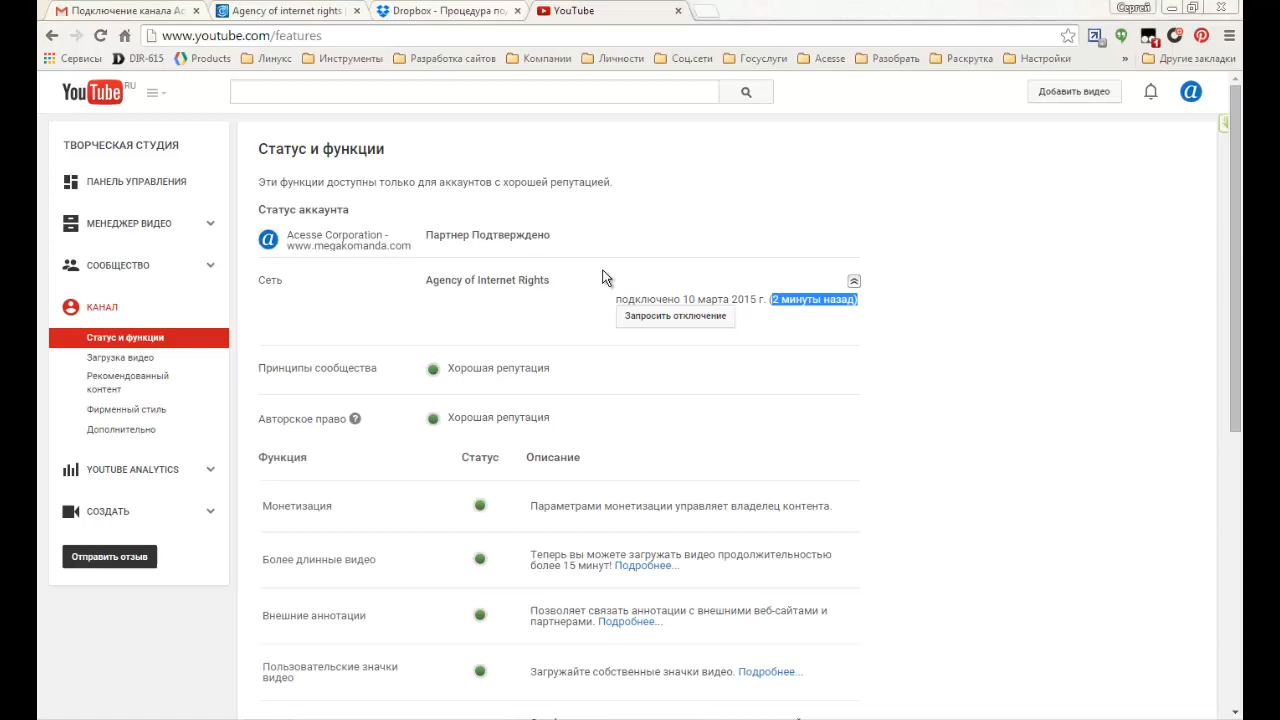 Подключение канала Ac
Agency of internet rights
Dropbox - Процедура по
YouTube
Сергей
www.youtube.com/features
Сервисы
DIR-615
Products
Линукс
Инструменты
Разработка сайтов
Компании
Личности
Соц.сети
Госуслуги
Acesse
Разобрать
Раскрутка
Настройки
»
Другие закладки
YouTube RU
Добавить видео
ТВОРЧЕСКАЯ СТУДИЯ
ПАНЕЛЬ УПРАВЛЕНИЯ
МЕНЕДЖЕР ВИДЕО
СООБЩЕСТВО
КАНАЛ
Статус и функции
Загрузка видео
Рекомендованный
контент
Фирменный стиль
Дополнительно
YOUTUBE ANALYTICS
СОЗДАТЬ
Отправить отзыв
Статус и функции
Эти функции доступны только для аккаунтов с хорошей репутацией.
Статус аккаунта
Acesse Corporation -
www.megakomanda.com
Партнер Подтверждено
Сеть
Agency of Internet Rights
подключено 10 марта 2015 г. (2 минуты назад)
Запросить отключение
Принципы сообщества
Хорошая репутация
Авторское право ?
Хорошая репутация
Функция
Статус
Описание
Монетизация
Параметрами монетизации управляет владелец контента.
Более длинные видео
Теперь вы можете загружать видео продолжительностью
более 15 минут! Подробнее...
Внешние аннотации
Позволяет связать аннотации с внешними веб-сайтами и
партнерами. Подробнее...
Пользовательские значки
видео
Загружайте собственные значки видео. Подробнее...